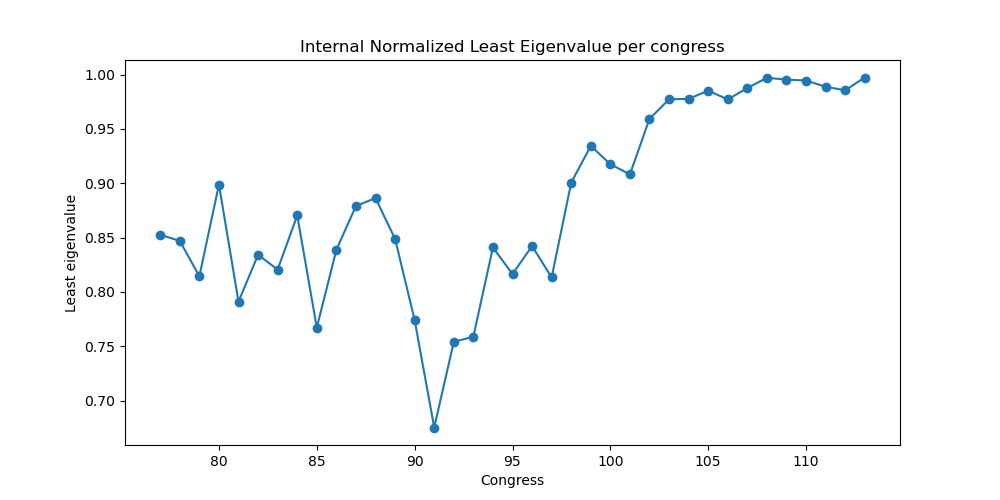 Internal Normalized Least Eigenvalue per congress
1.00
0.95
0.90
0.85
0.80
0.75
0.70
Least eigenvalue
80 85 90 95 100 105 110
Congress